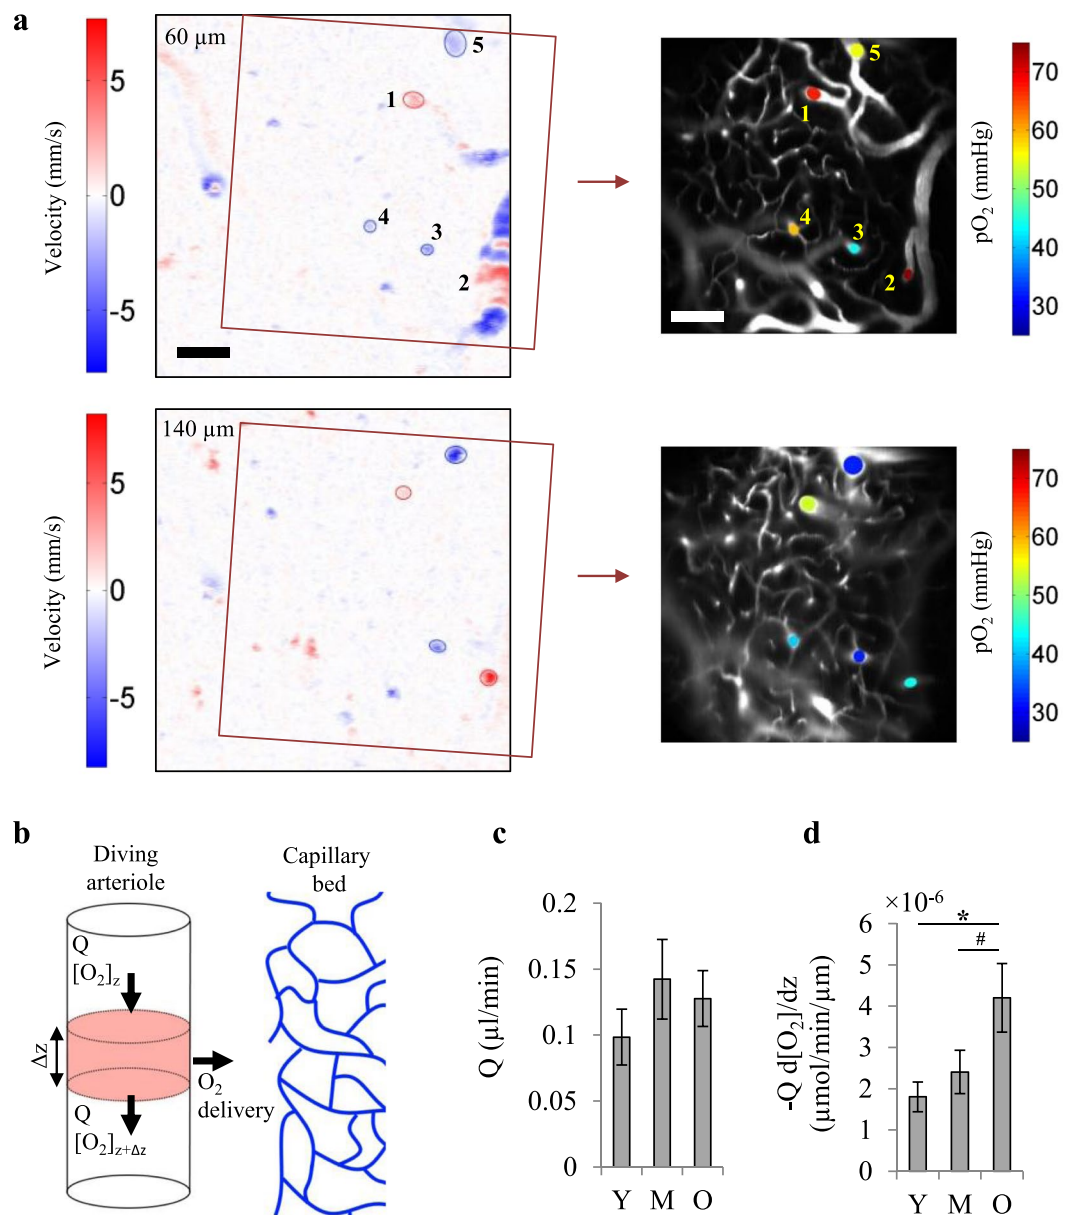 a
60 µm
5
1
4
3
2
Velocity (mm/s)
5
0
-5
5
1
4
3
2
pO2 (mmHg)
70
60
50
40
30
140 µm
Velocity (mm/s)
5
0
-5
pO2 (mmHg)
70
60
50
40
30
b
Diving
arteriole
Capillary
bed
Q
[O2]z
Δz
O2
delivery
Q
[O2]z+Δz
c
Q (µl/min)
0.2
0.15
0.1
0.05
0
Y M O
d
×10-6
-Q d[O2]/dz
(µmol/min/µm)
6
5
4
3
2
1
0
*
#
Y M O